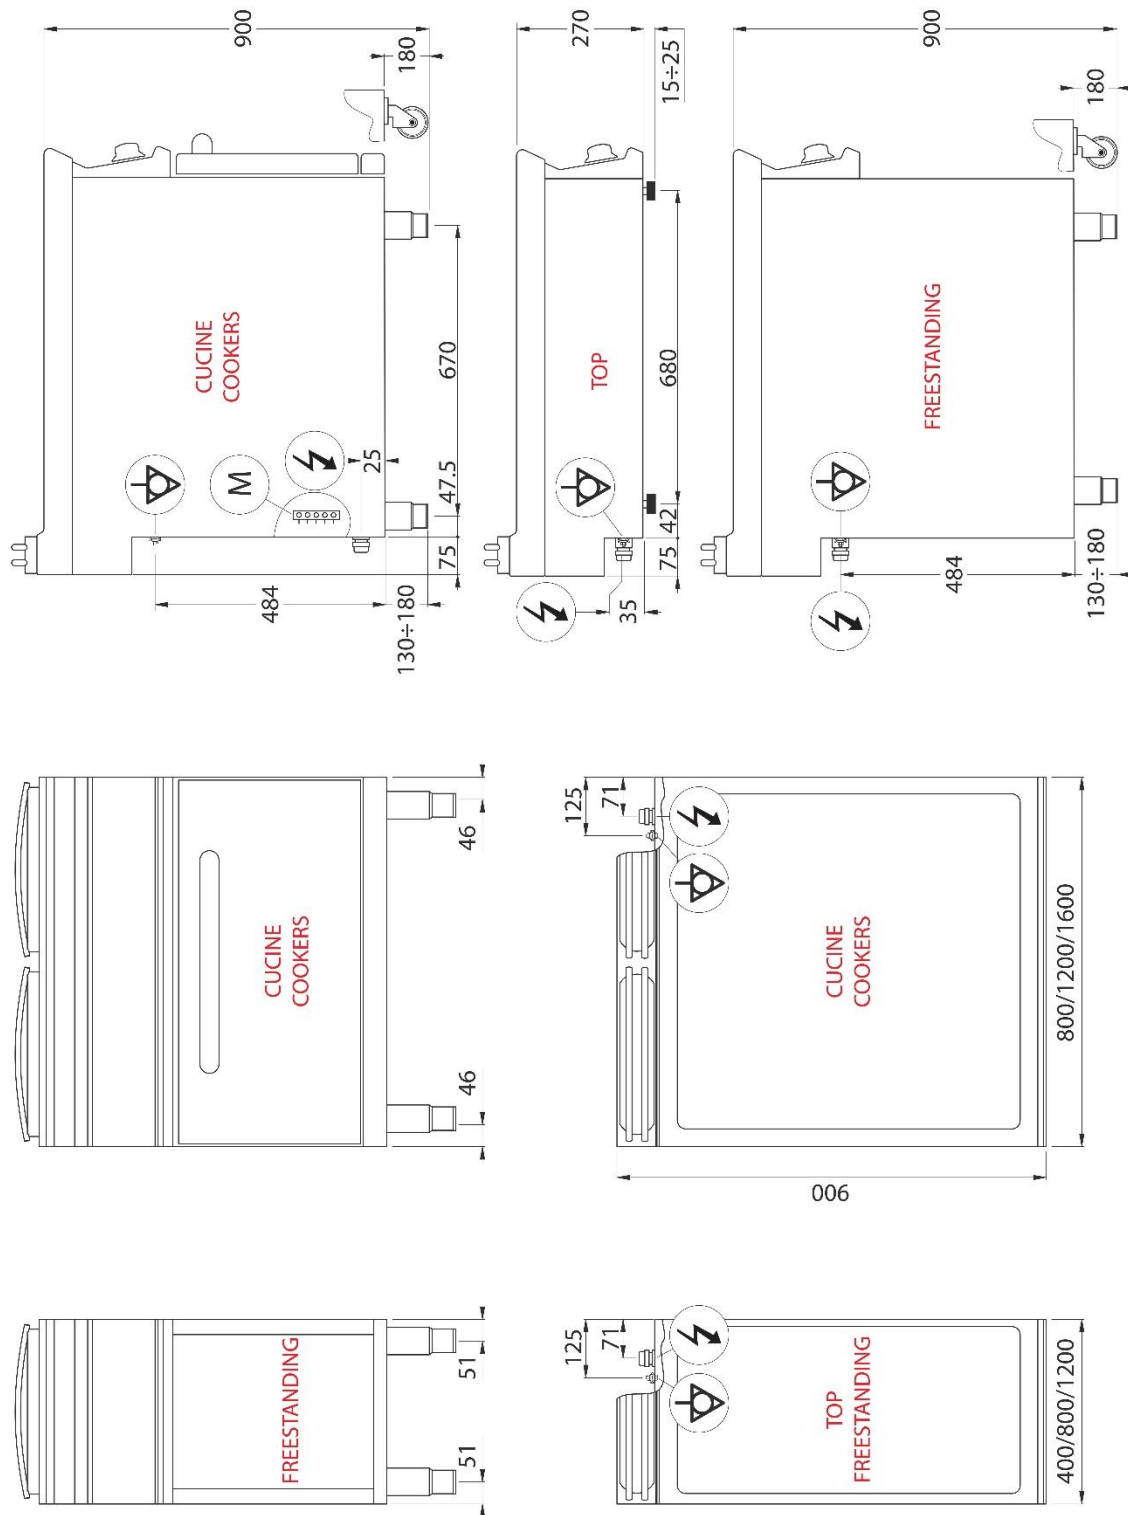 900
180
CUCINE
COOKERS
M
25
670
47.5
75
484
130÷180
270
15÷25
TOP
680
42
75
35
900
180
FREESTANDING
484
130÷180
46
46
CUCINE
COOKERS
125
71
CUCINE
COOKERS
800/1200/1600
900
51
51
FREESTANDING
125
71
TOP
FREESTANDING
400/800/1200